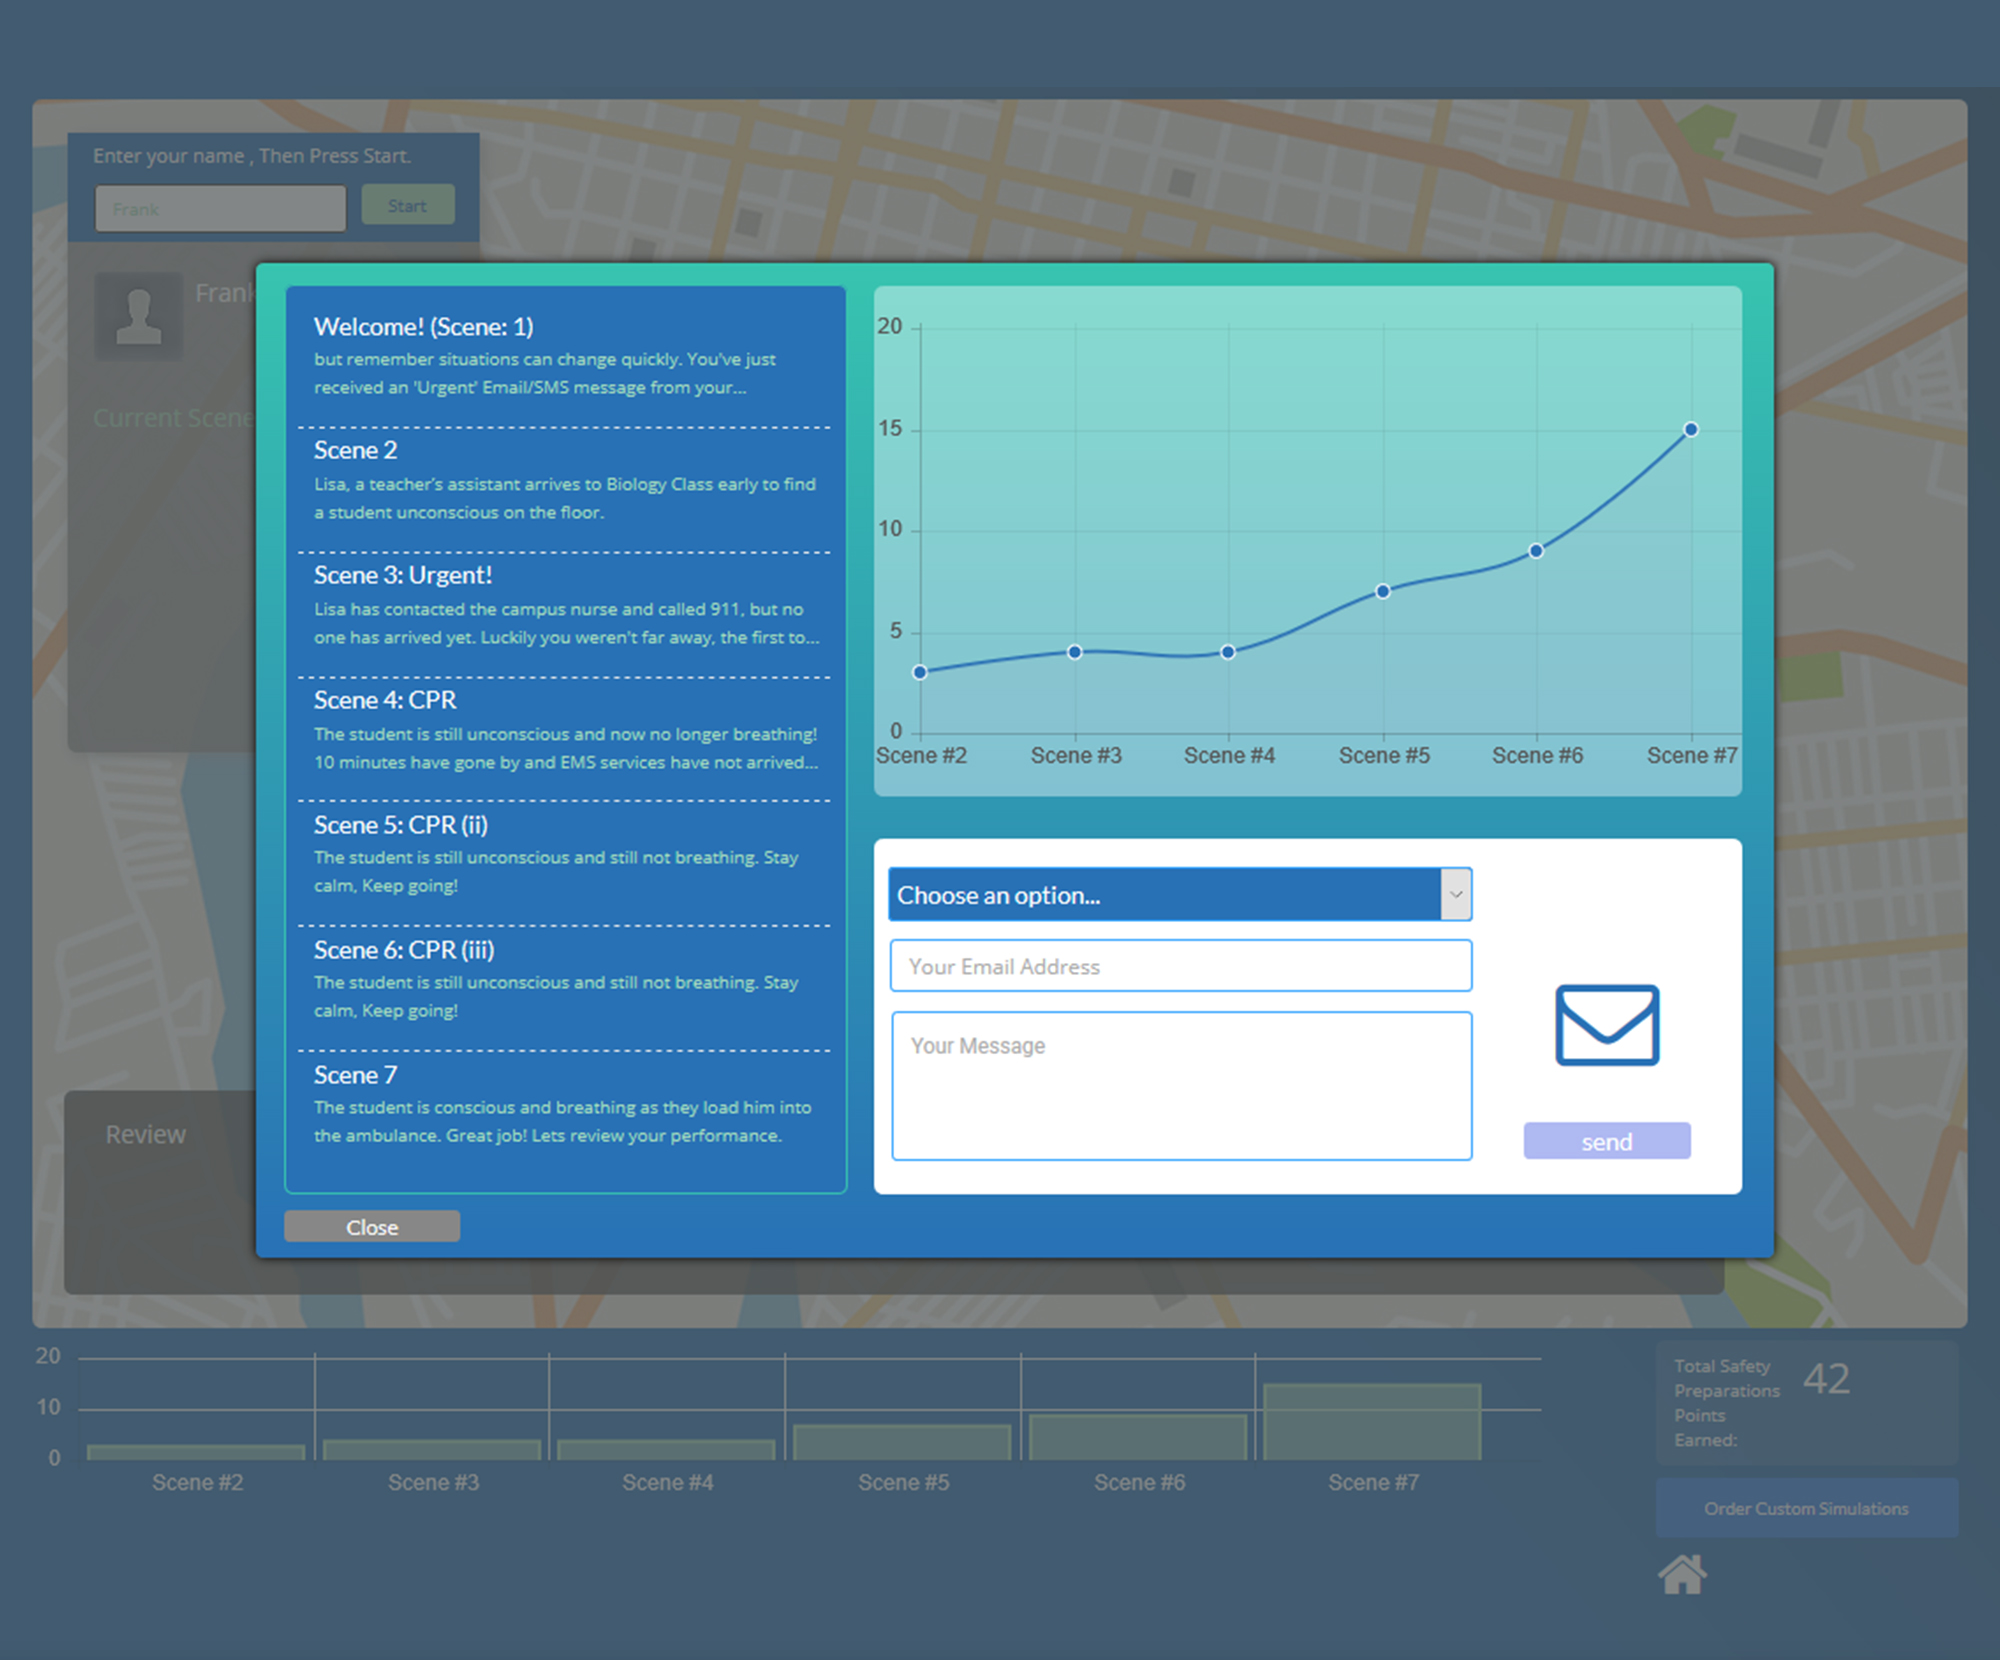 Enter your name , Then Press Start.
Frank
Start
Frank
Current Scene
Welcome! (Scene: 1)
but remember situations can change quickly. You've just
received an 'Urgent' Email/SMS message from your...
Scene 2
Lisa, a teacher's assistant arrives to Biology Class early to find
a student unconscious on the floor.
Scene 3: Urgent!
Lisa has contacted the campus nurse and called 911, but no
one has arrived yet. Luckily you weren't far away, the first to...
Scene 4: CPR
The student is still unconscious and now no longer breathing!
10 minutes have gone by and EMS services have not arrived...
Scene 5: CPR (ii)
The student is still unconscious and still not breathing. Stay
calm, Keep going!
Scene 6: CPR (iii)
The student is still unconscious and still not breathing. Stay
calm, Keep going!
Scene 7
The student is conscious and breathing as they load him into
the ambulance. Great job! Lets review your performance.
Close
20
15
10
5
0
Scene #2 Scene #3 Scene #4 Scene #5 Scene #6 Scene #7
Choose an option...
Your Email Address
Your Message
send
Review
20
10
0
Scene #2 Scene #3 Scene #4 Scene #5 Scene #6 Scene #7
Total Safety
Preparations
Points
Earned:
42
Order Custom Simulations